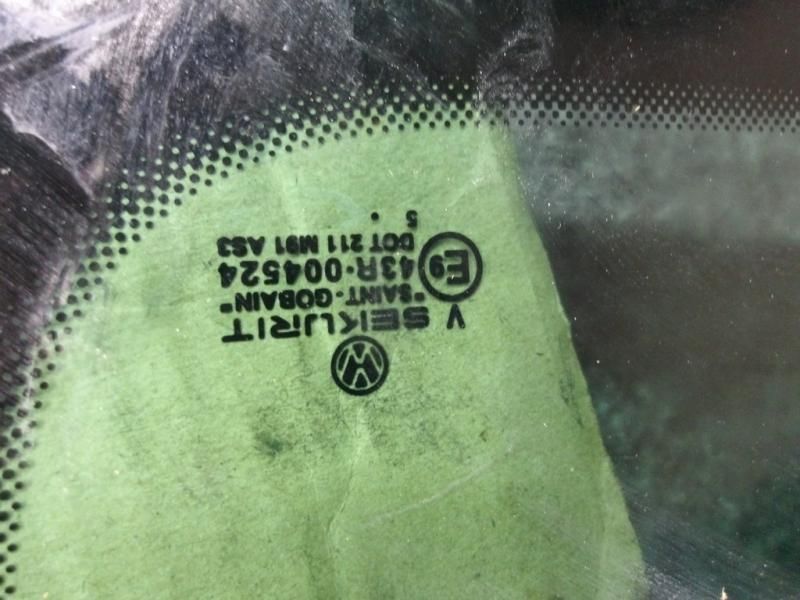 V SEKURIT
"SAINT-GOBAIN"
E9 43R-004524
DOT 211 M91 AS3
5 .